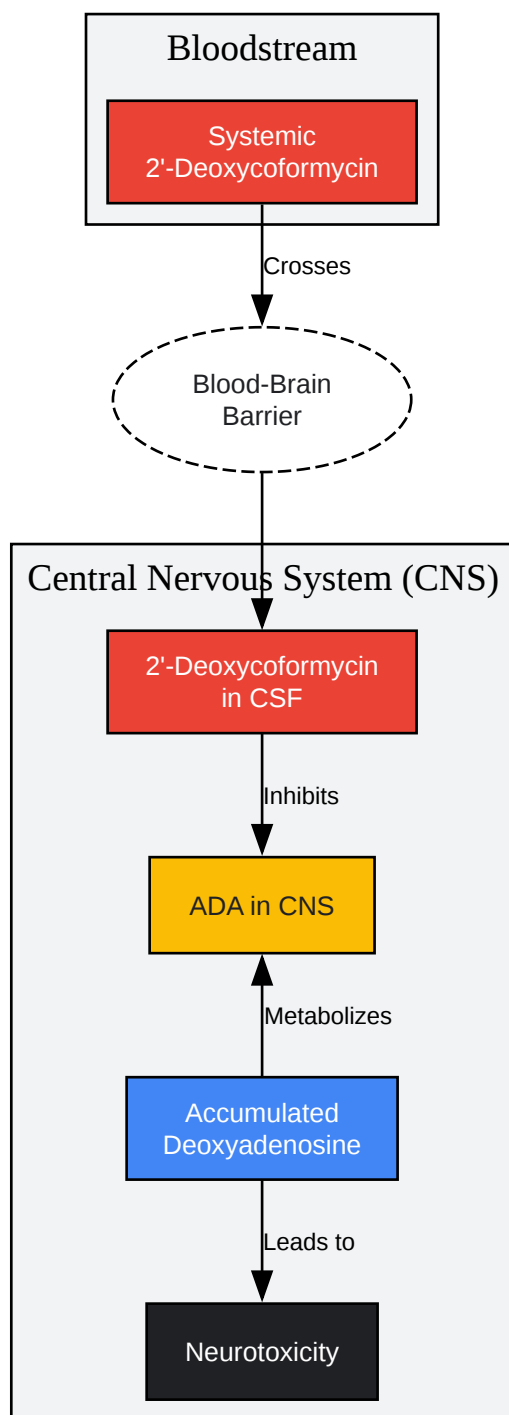 Bloodstream
Systemic
2'-Deoxycoformycin
Crosses
Blood-Brain
Barrier
Central Nervous System (CNS)
2'-Deoxycoformycin
in CSF
Inhibits
ADA in CNS
Metabolizes
Accumulated
Deoxyadenosine
Leads to
Neurotoxicity